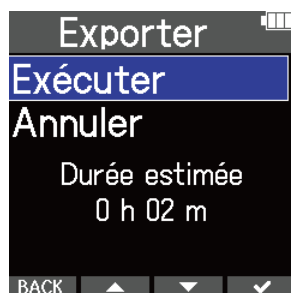 Exporter
Exécuter
Annuler
Durée estimée
0 h 02 m
BACK